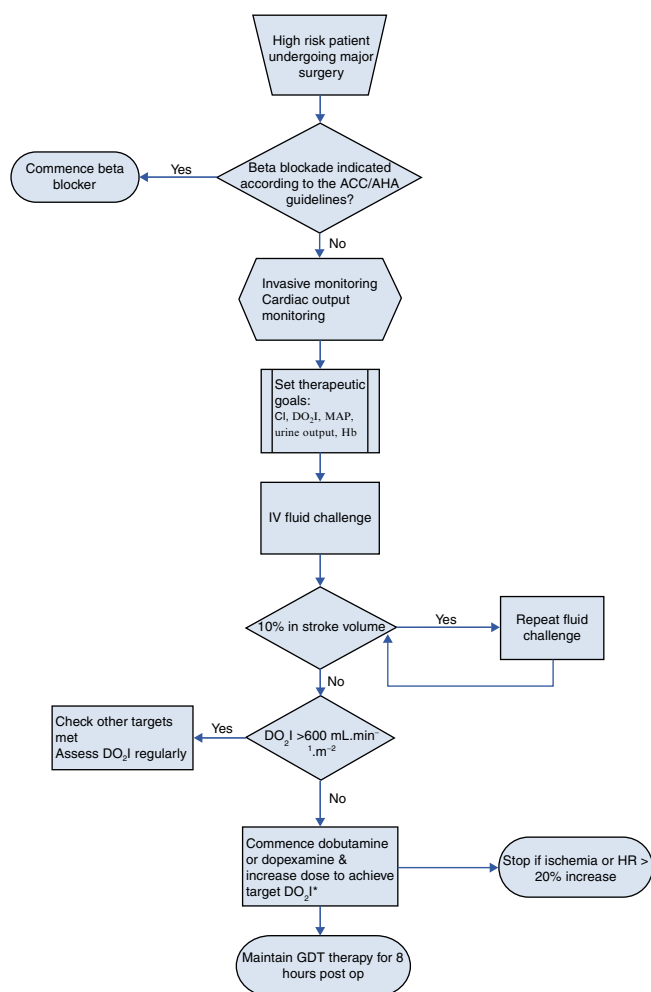 High risk patient
undergoing major
surgery
Beta blockade indicated
according to the ACC/AHA
guidelines?
Yes
Commence beta
blocker
No
Invasive monitoring
Cardiac output
monitoring
Set therapeutic
goals:
CI, DO₂I, MAP,
urine output, Hb
IV fluid challenge
10% in stroke volume
Yes
Repeat fluid
challenge
No
DO₂I >600 mL.min⁻
¹.m⁻²
Yes
Check other targets
met
Assess DO₂I regularly
No
Commence dobutamine
or dopexamine &
increase dose to achieve
target DO₂I*
Stop if ischemia or HR >
20% increase
Maintain GDT therapy for 8
hours post op